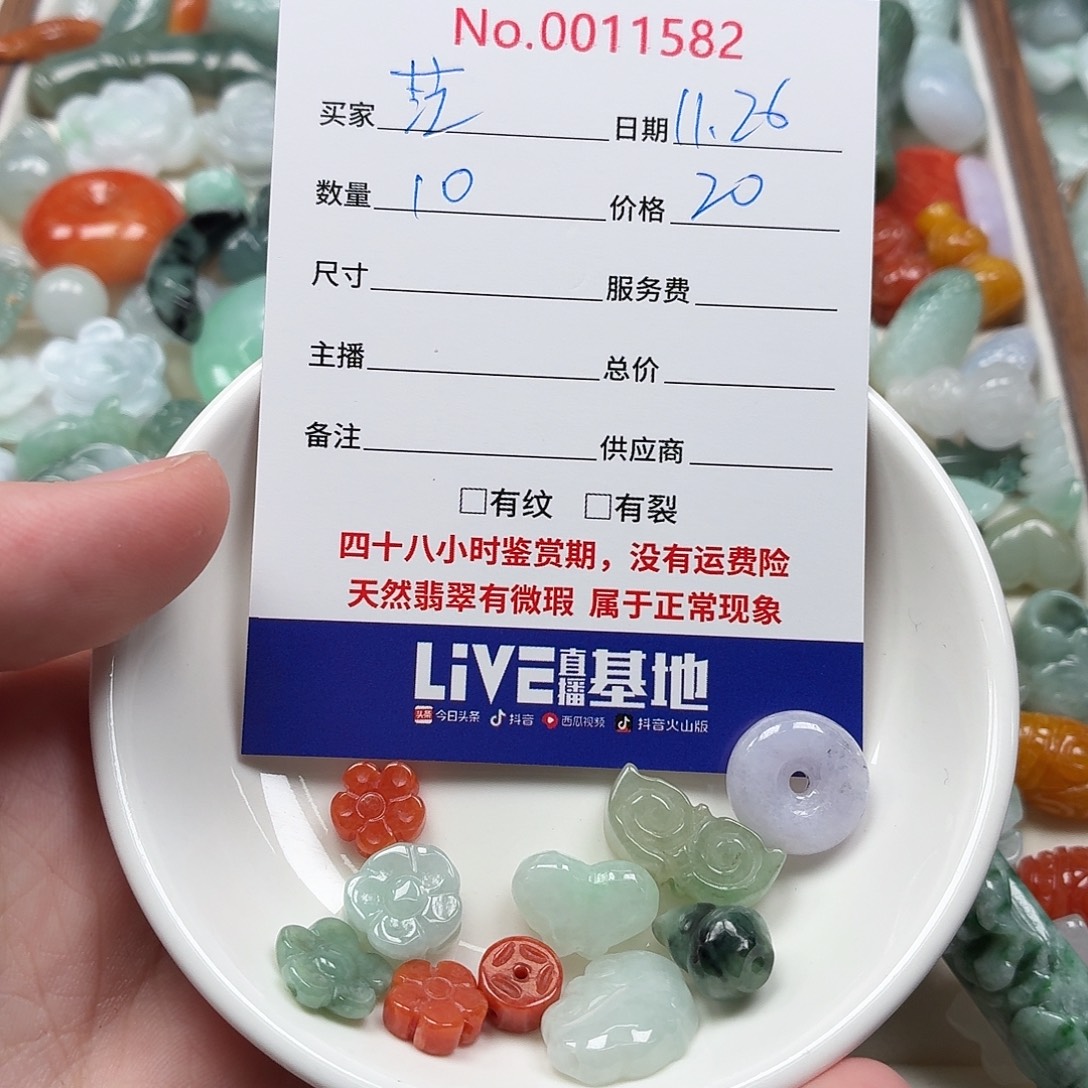 No.0011582
买家 日期 11.26
数量 10 价格 20
尺寸 服务费
主播 总价
备注 供应商
□有纹 □有裂
四十八小时鉴赏期，没有运费险
天然翡翠有微瑕 属于正常现象
LiVE直播基地
头条 今日头条 抖音 西瓜视频 抖音火山版